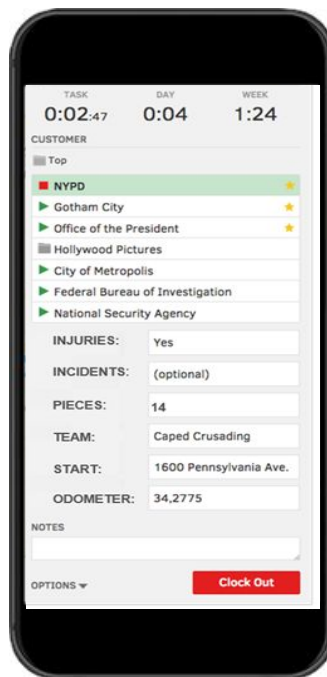 TASK DAY WEEK
0:02:47 0:04 1:24
CUSTOMER
Top
NYPD
Gotham City
Office of the President
Hollywood Pictures
City of Metropolis
Federal Bureau of Investigation
National Security Agency
INJURIES: Yes
INCIDENTS: (optional)
PIECES: 14
TEAM: Caped Crusading
START: 1600 Pennsylvania Ave.
ODOMETER: 34,2775
NOTES
OPTIONS Clock Out